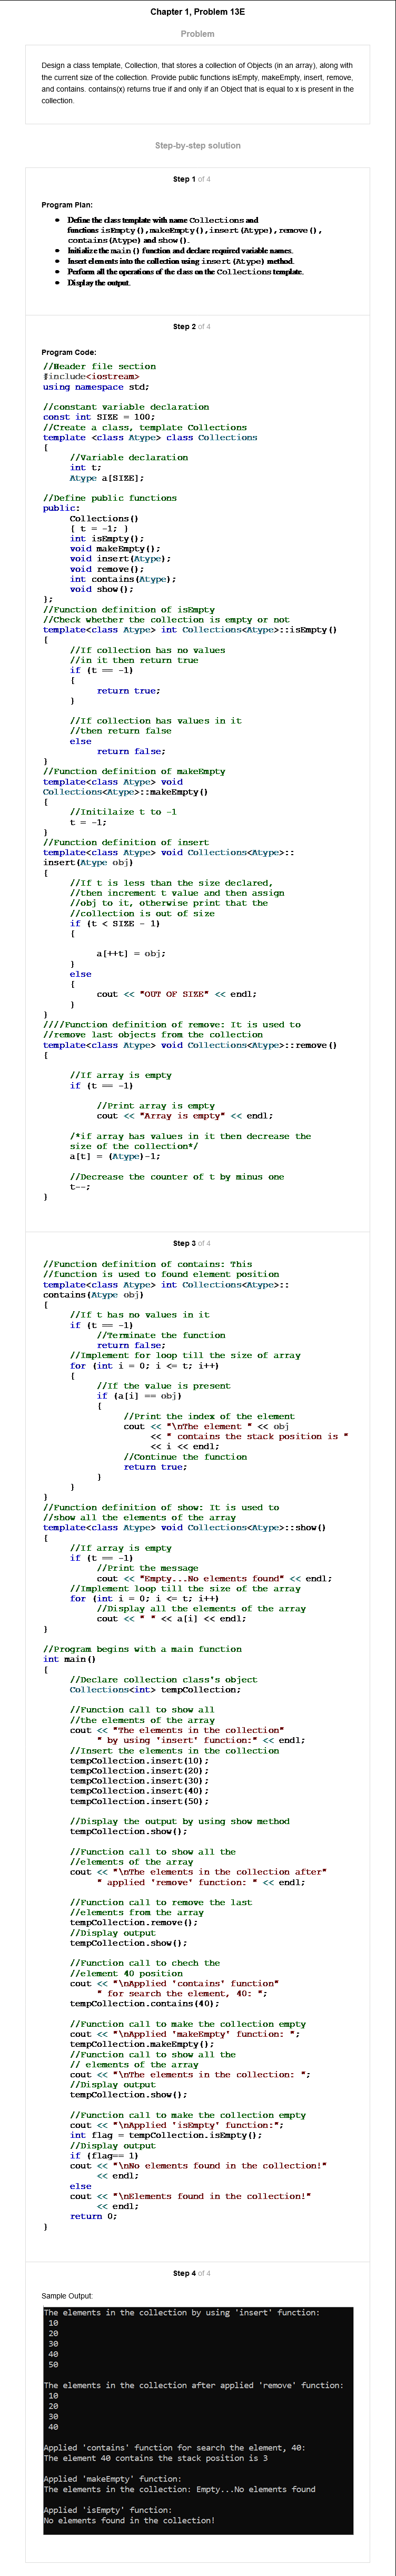 Chapter 1, Problem 13E
Problem
Design a class template, Collection, that stores a collection of Objects (in an array), along with
the current size of the collection. Provide public functions isEmpty, makeEmpty, insert, remove,
and contains. contains(x) returns true if and only if an Object that is equal to x is present in the
collection.
Step-by-step solution
Step 1 of 4
Program Plan:
• Define the class template with name Collections and
functions isEmpty(),makeEmpty(),insert(Atype),remove(),
contains(Atype) and show().
• Initialize the main() function and declare required variable names.
• Insert elements into the collection using insert(Atype) method.
• Perform all the operations of the class on the Collections template.
• Display the output.
Step 2 of 4
Program Code:
//Header file section
#include<iostream>
using namespace std;
//constant variable declaration
const int SIZE = 100;
//Create a class, template Collections
template <class Atype> class Collections
{
//Variable declaration
int t;
Atype a[SIZE];
//Define public functions
public:
Collections()
{ t = -1; }
int isEmpty();
void makeEmpty();
void insert(Atype);
void remove();
int contains(Atype);
void show();
};
//Function definition of isEmpty
//Check whether the collection is empty or not
template<class Atype> int Collections<Atype>::isEmpty()
{
//If collection has no values
//in it then return true
if (t == -1)
{
return true;
}
//If collection has values in it
//then return false
else
return false;
}
//Function definition of makeEmpty
template<class Atype> void
Collections<Atype>::makeEmpty()
{
//Initilaize t to -1
t = -1;
}
//Function definition of insert
template<class Atype> void Collections<Atype>::
insert(Atype obj)
{
//If t is less than the size declared,
//then increment t value and then assign
//obj to it, otherwise print that the
//collection is out of size
if (t < SIZE - 1)
{
a[++t] = obj;
}
else
{
cout << "OUT OF SIZE" << endl;
}
}
////Function definition of remove: It is used to
//remove last objects from the collection
template<class Atype> void Collections<Atype>::remove()
{
//If array is empty
if (t == -1)
//Print array is empty
cout << "Array is empty" << endl;
/*if array has values in it then decrease the
size of the collection*/
a[t] = (Atype)-1;
//Decrease the counter of t by minus one
t--;
}
Step 3 of 4
//Function definition of contains: This
//function is used to found element position
template<class Atype> int Collections<Atype>::
contains(Atype obj)
{
//If t has no values in it
if (t == -1)
//Terminate the function
return false;
//Implement for loop till the size of array
for (int i = 0; i <= t; i++)
{
//If the value is present
if (a[i] == obj)
{
//Print the index of the element
cout << "\nThe element " << obj
<< " contains the stack position is "
<< i << endl;
//Continue the function
return true;
}
}
}
//Function definition of show: It is used to
//show all the elements of the array
template<class Atype> void Collections<Atype>::show()
{
//If array is empty
if (t == -1)
//Print the message
cout << "Empty...No elements found" << endl;
//Implement loop till the size of the array
for (int i = 0; i <= t; i++)
//Display all the elements of the array
cout << " " << a[i] << endl;
}
//Program begins with a main function
int main()
{
//Declare collection class's object
Collections<int> tempCollection;
//Function call to show all
//the elements of the array
cout << "The elements in the collection"
" by using 'insert' function:" << endl;
//Insert the elements in the collection
tempCollection.insert(10);
tempCollection.insert(20);
tempCollection.insert(30);
tempCollection.insert(40);
tempCollection.insert(50);
//Display the output by using show method
tempCollection.show();
//Function call to show all the
//elements of the array
cout << "\nThe elements in the collection after"
" applied 'remove' function: " << endl;
//Function call to remove the last
//elements from the array
tempCollection.remove();
//Display output
tempCollection.show();
//Function call to chech the
//element 40 position
cout << "\nApplied 'contains' function"
" for search the element, 40: ";
tempCollection.contains(40);
//Function call to make the collection empty
cout << "\nApplied 'makeEmpty' function: ";
tempCollection.makeEmpty();
//Function call to show all the
// elements of the array
cout << "\nThe elements in the collection: ";
//Display output
tempCollection.show();
//Function call to make the collection empty
cout << "\nApplied 'isEmpty' function:";
int flag = tempCollection.isEmpty();
//Display output
if (flag== 1)
cout << "\nNo elements found in the collection!"
<< endl;
else
cout << "\nElements found in the collection!"
<< endl;
return 0;
}
Step 4 of 4
Sample Output:
The elements in the collection by using 'insert' function:
10
20
30
40
50
The elements in the collection after applied 'remove' function:
10
20
30
40
Applied 'contains' function for search the element, 40:
The element 40 contains the stack position is 3
Applied 'makeEmpty' function:
The elements in the collection: Empty...No elements found
Applied 'isEmpty' function:
No elements found in the collection!